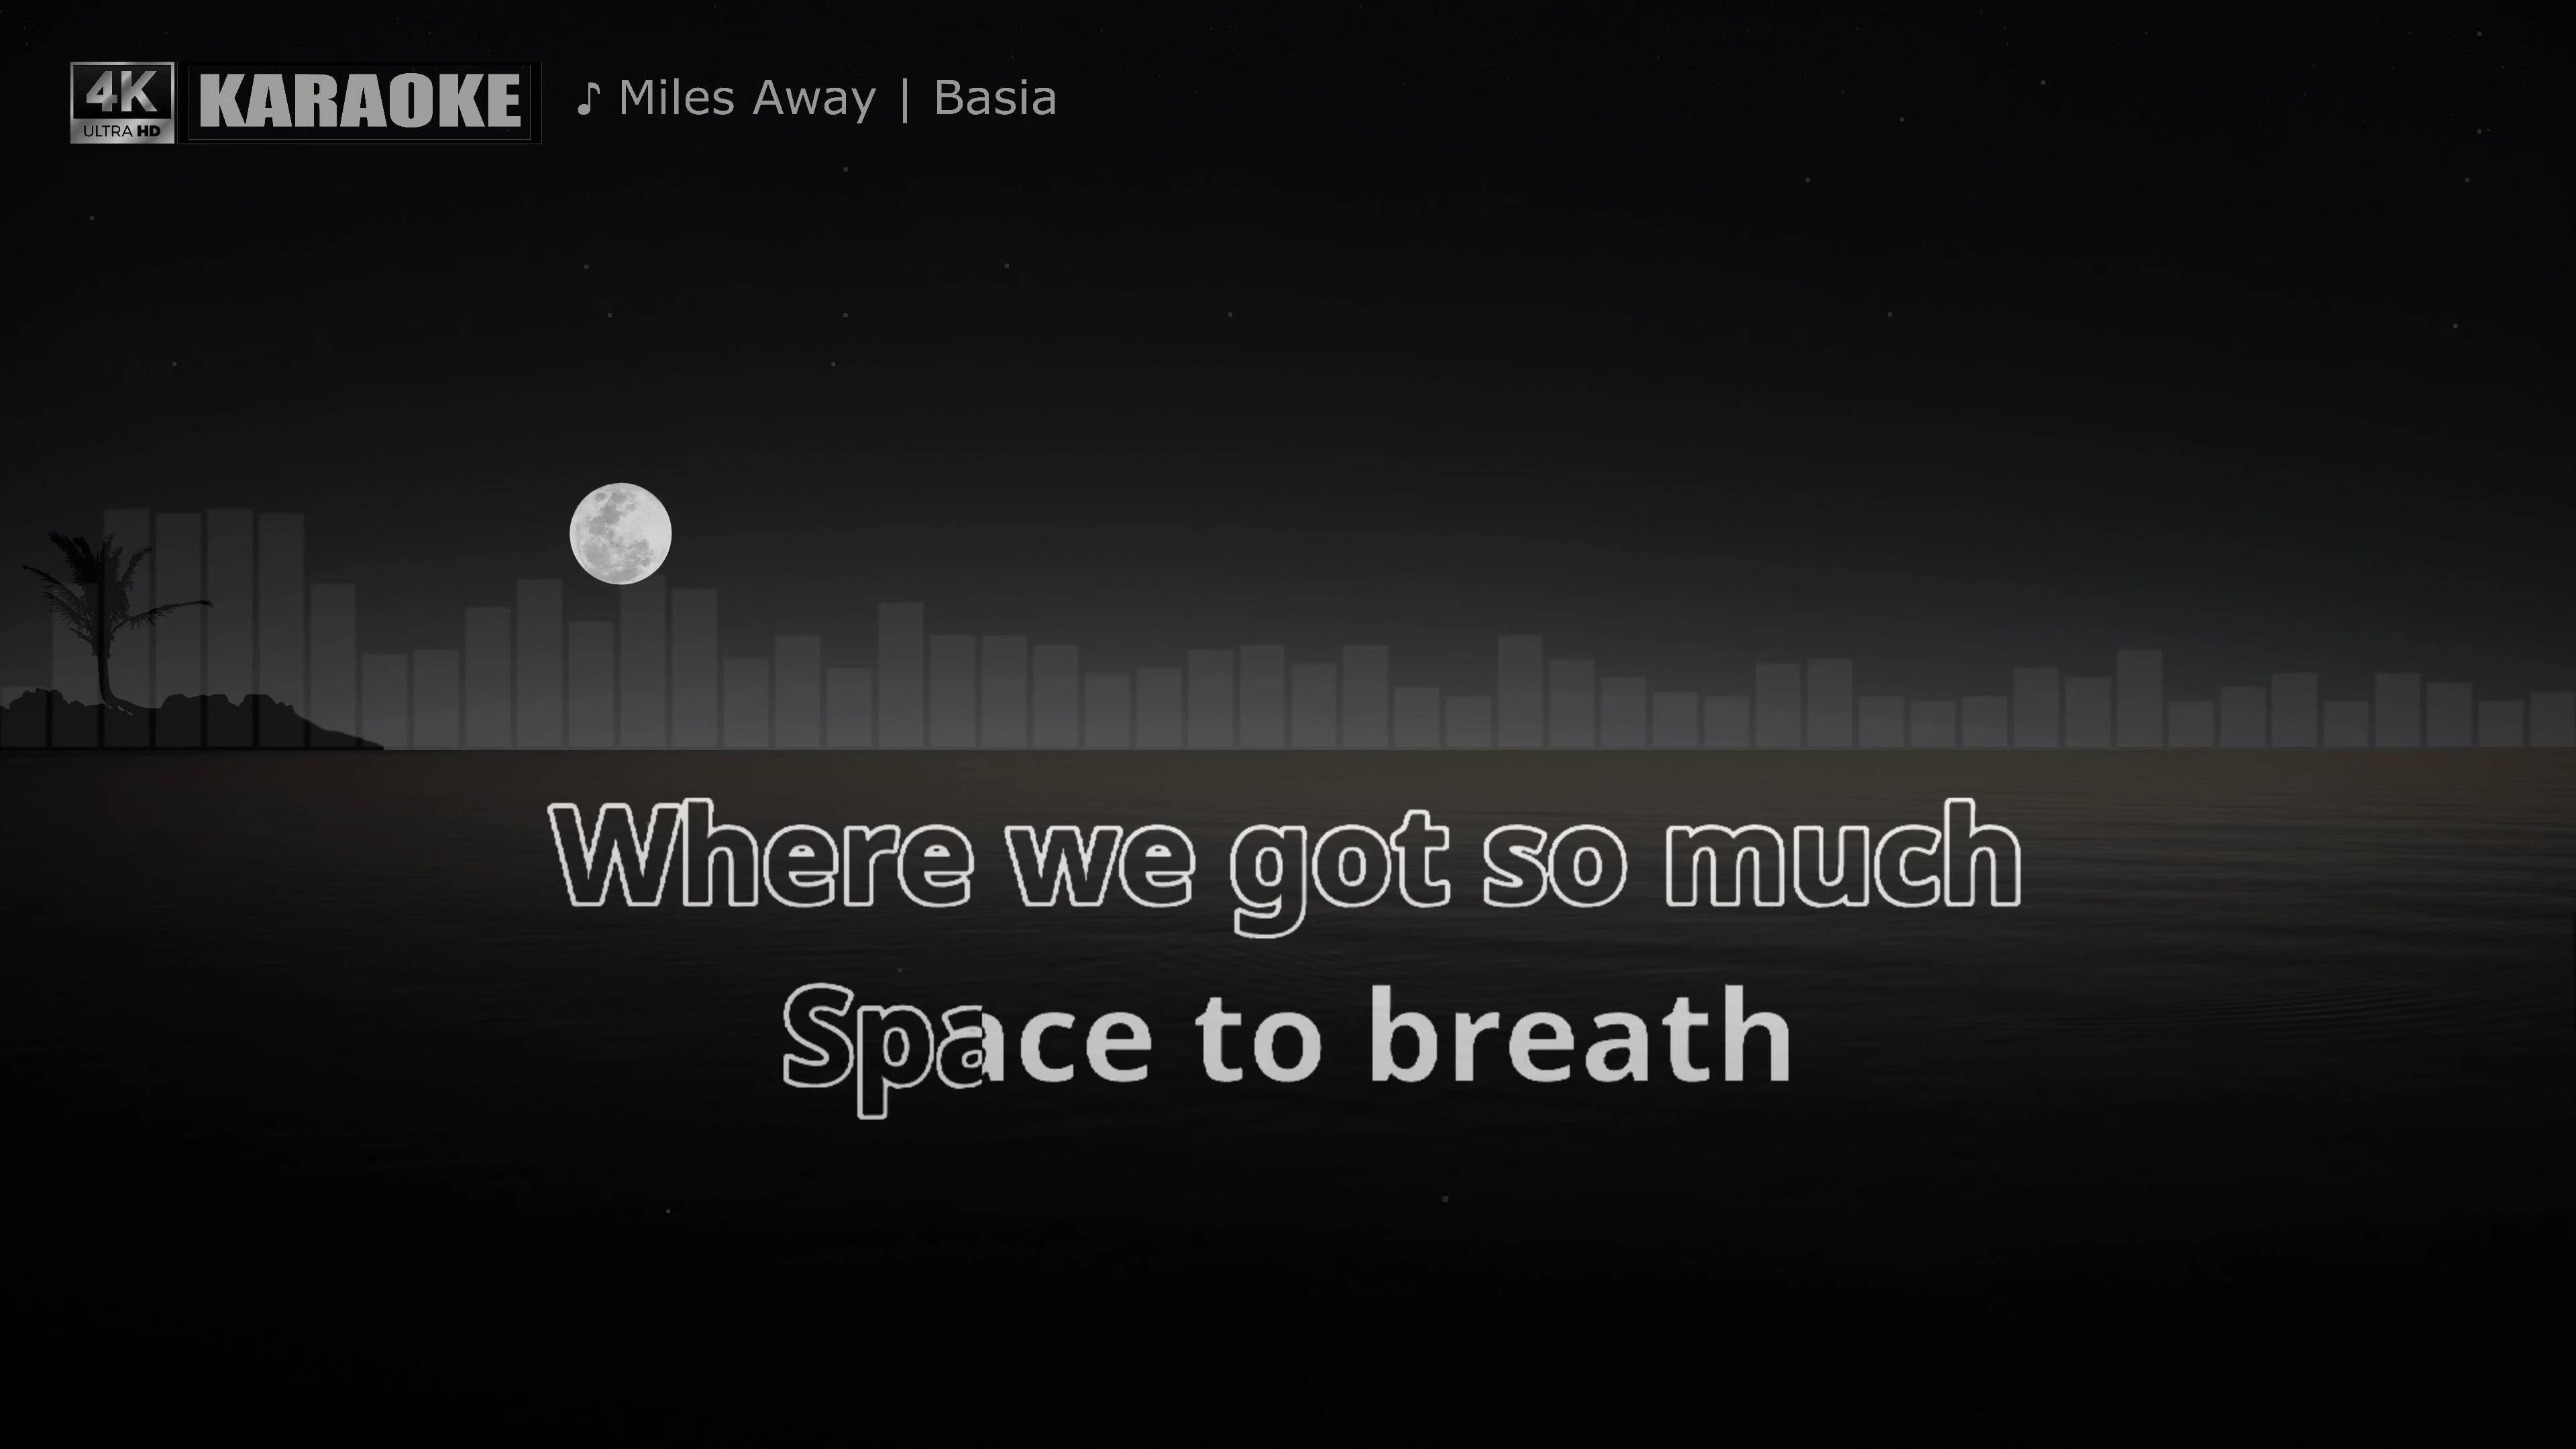 4K
ULTRA HD
KARAOKE
♪ Miles Away | Basia
Where we got so much
Space to breath